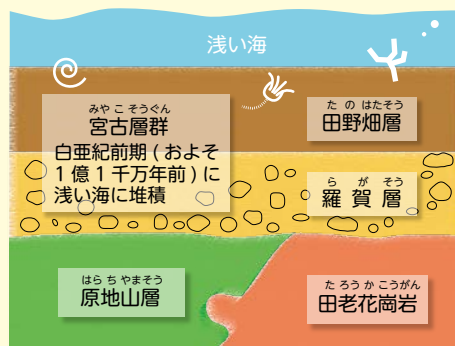 浅い海
みやこそうぐん
宮古層群
白亜紀前期(およそ
1億1千万年前)に
浅い海に堆積
たのはたそう
田野畑層
らがそう
羅賀層
はらちやまそう
原地山層
たろうかこうがん
田老花崗岩